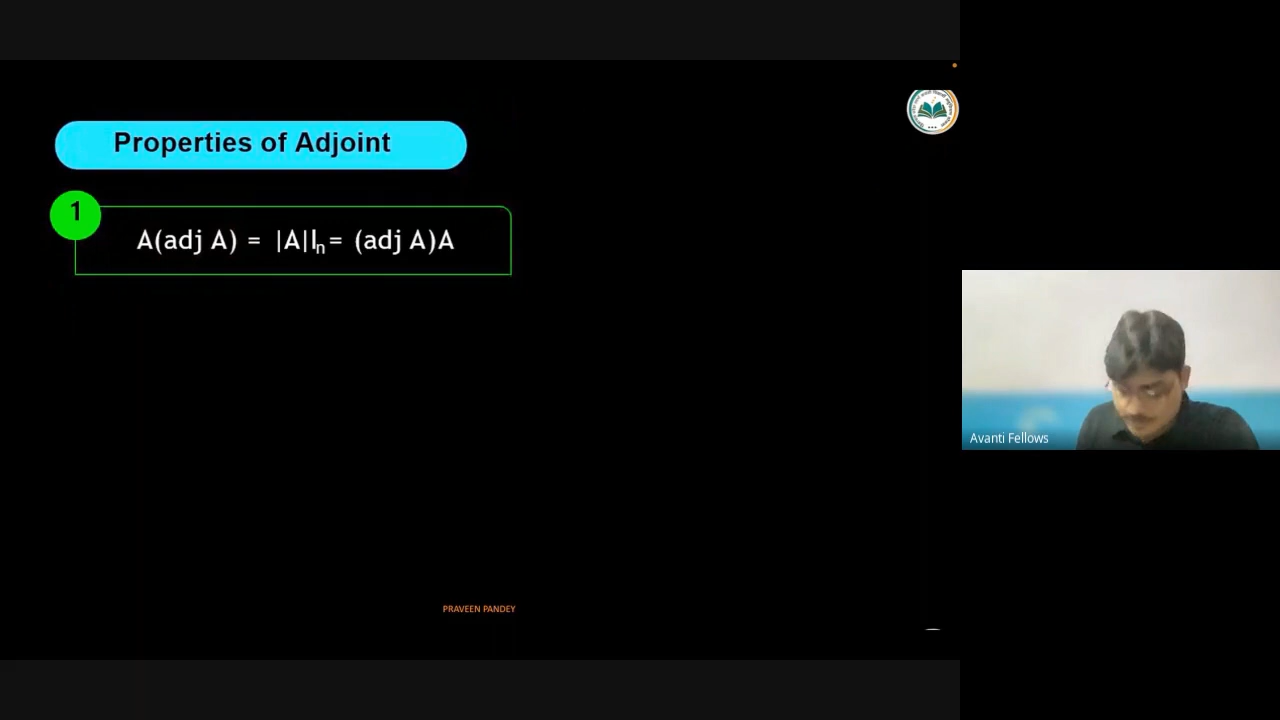 Properties of Adjoint
1
A(adj A) = |A|Iₙ = (adj A)A
Avanti Fellows
PRAVEEN PANDEY